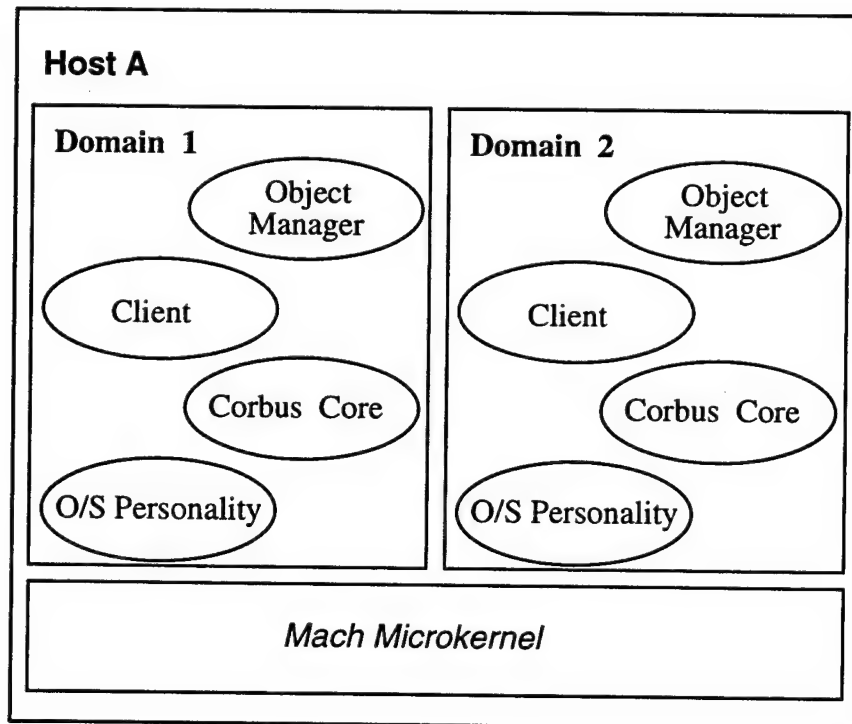 Host A
Domain 1
Object
Manager
Client
Corbus Core
O/S Personality
Domain 2
Object
Manager
Client
Corbus Core
O/S Personality
Mach Microkernel